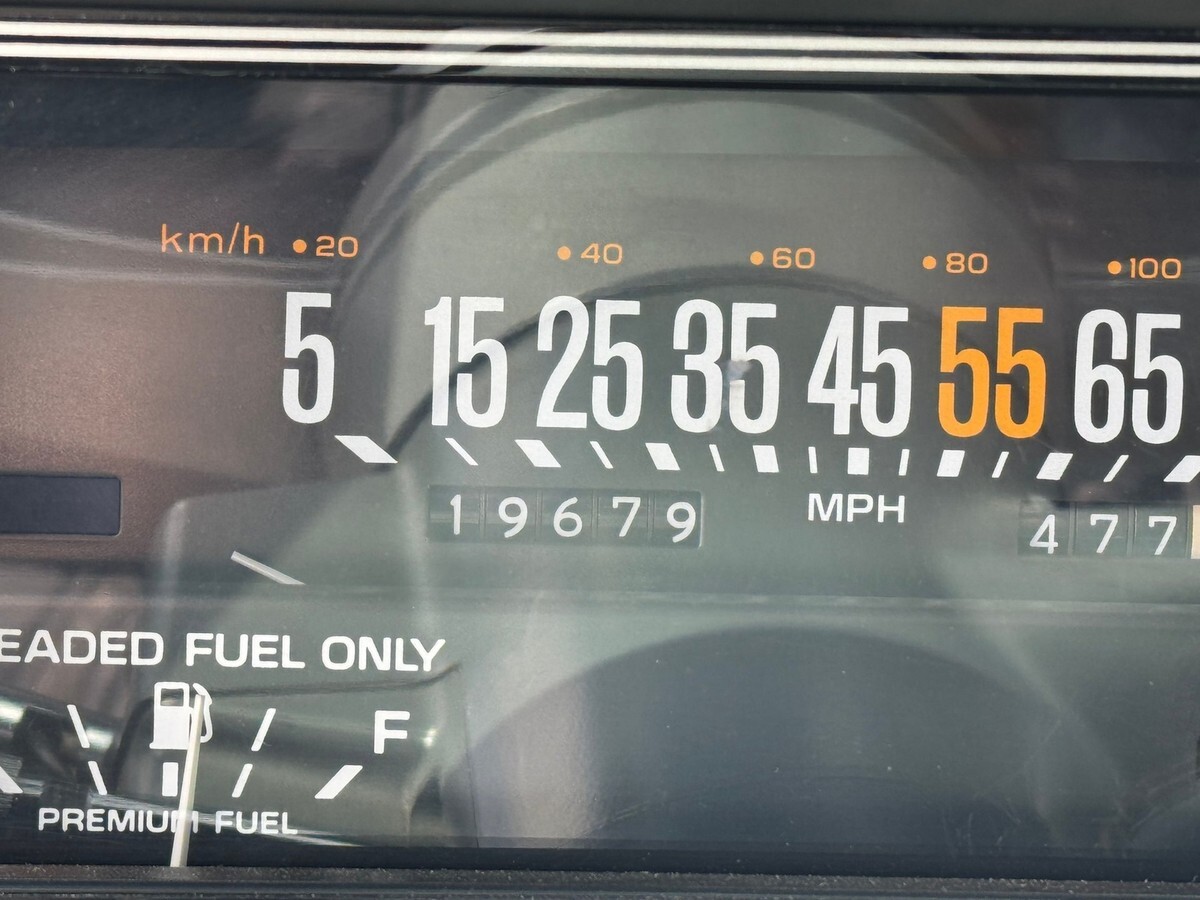 km/h 20 40 60 80 100
5 15 25 35 45 55 65
MPH
19679 477
EADED FUEL ONLY
F
PREMIUM FUEL